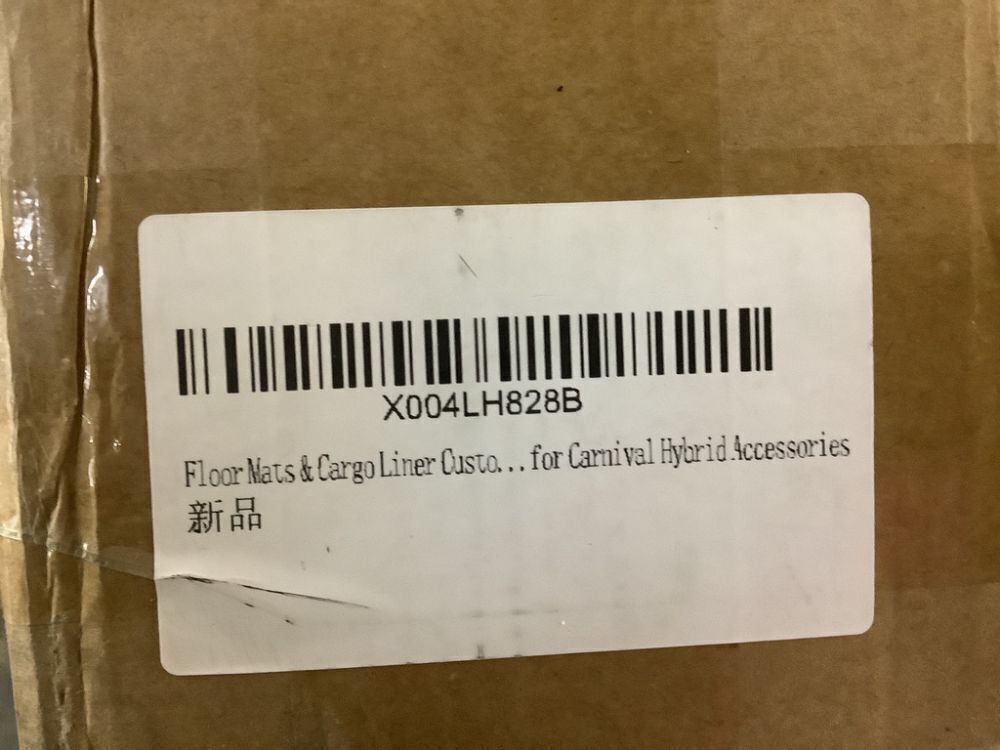 X004LH828B
Floor Mats & Cargo Liner Custo...for Carnival Hybrid Accessories
新品